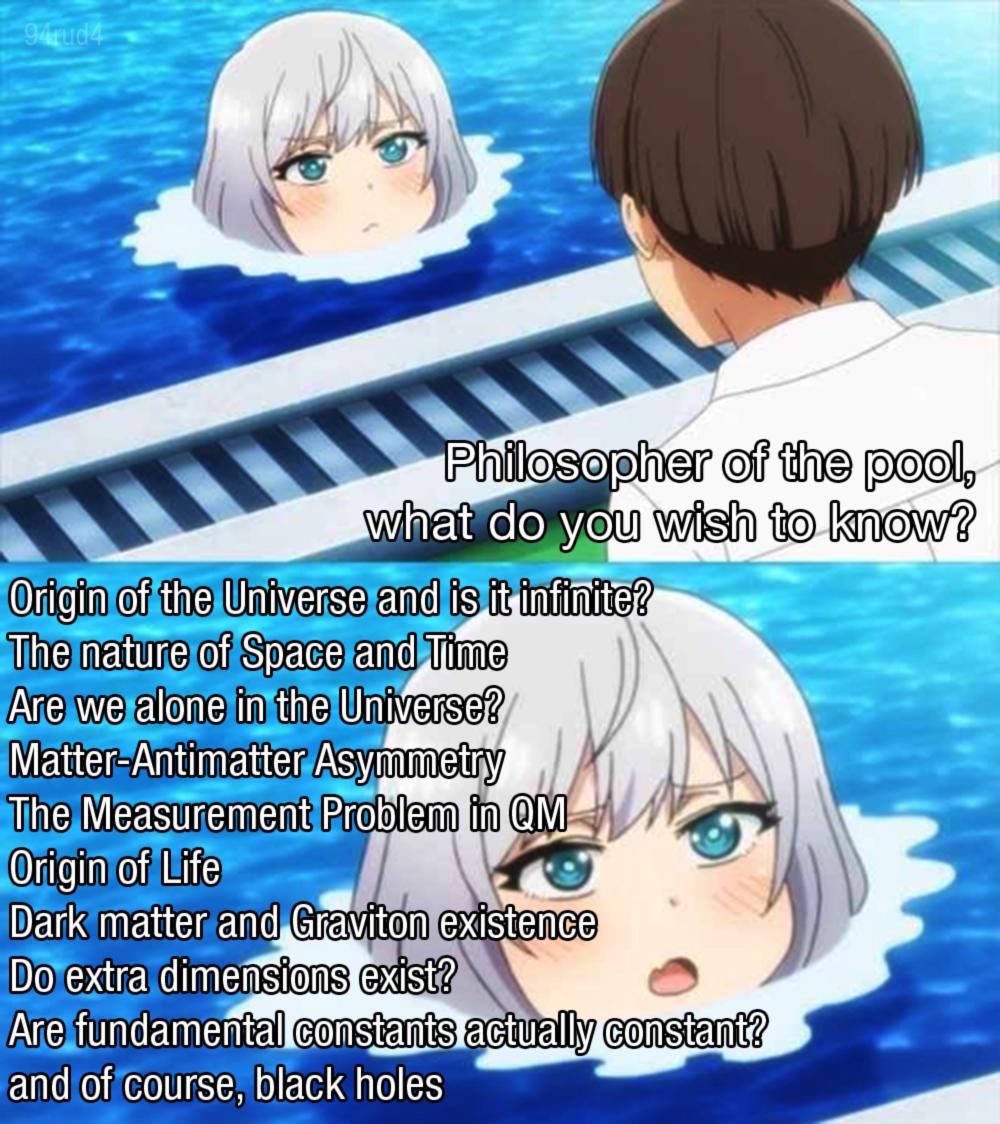 94rud4
Philosopher of the pool,
what do you wish to know?
Origin of the Universe and is it infinite?
The nature of Space and Time
Are we alone in the Universe?
Matter-Antimatter Asymmetry
The Measurement Problem in QM
Origin of Life
Dark matter and Graviton existence
Do extra dimensions exist?
Are fundamental constants actually constant?
and of course, black holes